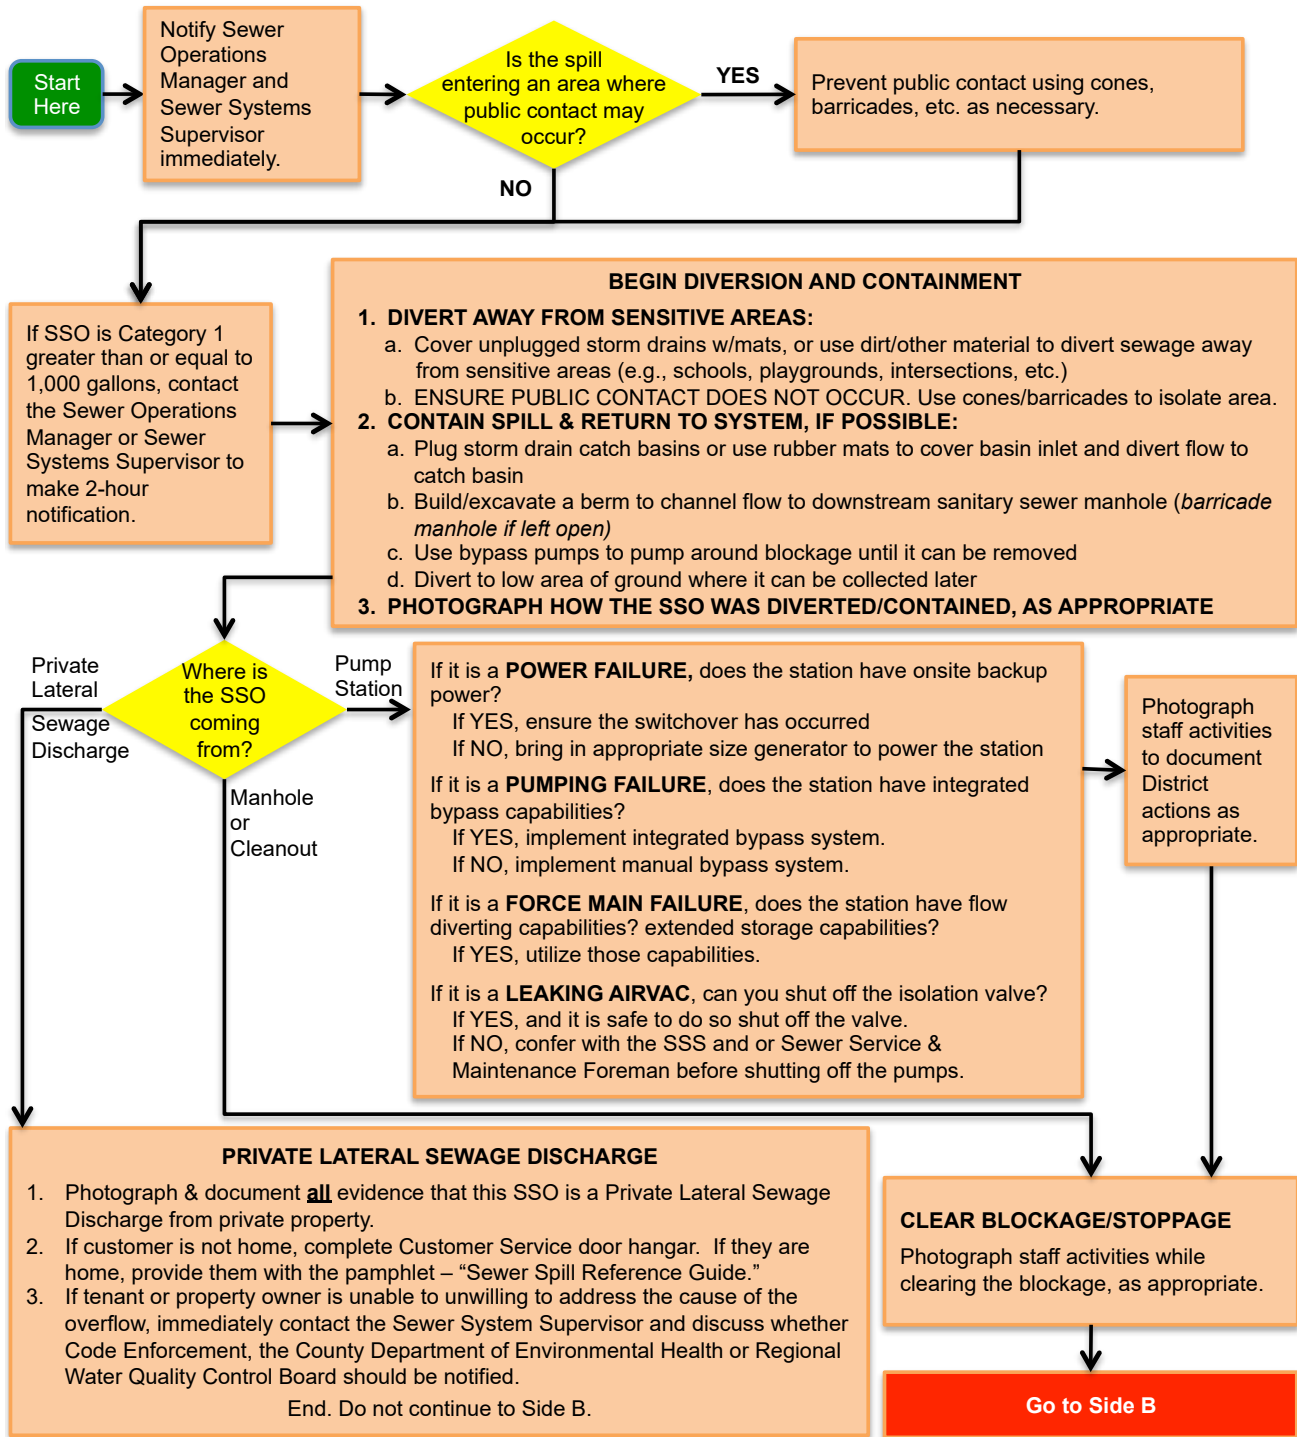 Start
Here
Notify Sewer
Operations
Manager and
Sewer Systems
Supervisor
immediately.
Is the spill
entering an area where
public contact may
occur?
YES
Prevent public contact using cones,
barricades, etc. as necessary.
NO
If SSO is Category 1
greater than or equal to
1,000 gallons, contact
the Sewer Operations
Manager or Sewer
Systems Supervisor to
make 2-hour
notification.
BEGIN DIVERSION AND CONTAINMENT
1. DIVERT AWAY FROM SENSITIVE AREAS:
a. Cover unplugged storm drains w/mats, or use dirt/other material to divert sewage away
from sensitive areas (e.g., schools, playgrounds, intersections, etc.)
b. ENSURE PUBLIC CONTACT DOES NOT OCCUR. Use cones/barricades to isolate area.
2. CONTAIN SPILL & RETURN TO SYSTEM, IF POSSIBLE:
a. Plug storm drain catch basins or use rubber mats to cover basin inlet and divert flow to
catch basin
b. Build/excavate a berm to channel flow to downstream sanitary sewer manhole (barricade
manhole if left open)
c. Use bypass pumps to pump around blockage until it can be removed
d. Divert to low area of ground where it can be collected later
3. PHOTOGRAPH HOW THE SSO WAS DIVERTED/CONTAINED, AS APPROPRIATE
Where is
the SSO
coming
from?
Private
Lateral
Sewage
Discharge
Pump
Station
Manhole
or
Cleanout
If it is a POWER FAILURE, does the station have onsite backup
power?
If YES, ensure the switchover has occurred
If NO, bring in appropriate size generator to power the station
If it is a PUMPING FAILURE, does the station have integrated
bypass capabilities?
If YES, implement integrated bypass system.
If NO, implement manual bypass system.
If it is a FORCE MAIN FAILURE, does the station have flow
diverting capabilities? extended storage capabilities?
If YES, utilize those capabilities.
If it is a LEAKING AIRVAC, can you shut off the isolation valve?
If YES, and it is safe to do so shut off the valve.
If NO, confer with the SSS and or Sewer Service &
Maintenance Foreman before shutting off the pumps.
Photograph
staff activities
to document
District
actions as
appropriate.
PRIVATE LATERAL SEWAGE DISCHARGE
1. Photograph & document all evidence that this SSO is a Private Lateral Sewage
Discharge from private property.
2. If customer is not home, complete Customer Service door hangar. If they are
home, provide them with the pamphlet – “Sewer Spill Reference Guide.”
3. If tenant or property owner is unable to unwilling to address the cause of the
overflow, immediately contact the Sewer System Supervisor and discuss whether
Code Enforcement, the County Department of Environmental Health or Regional
Water Quality Control Board should be notified.
End. Do not continue to Side B.
CLEAR BLOCKAGE/STOPPAGE
Photograph staff activities while
clearing the blockage, as appropriate.
Go to Side B